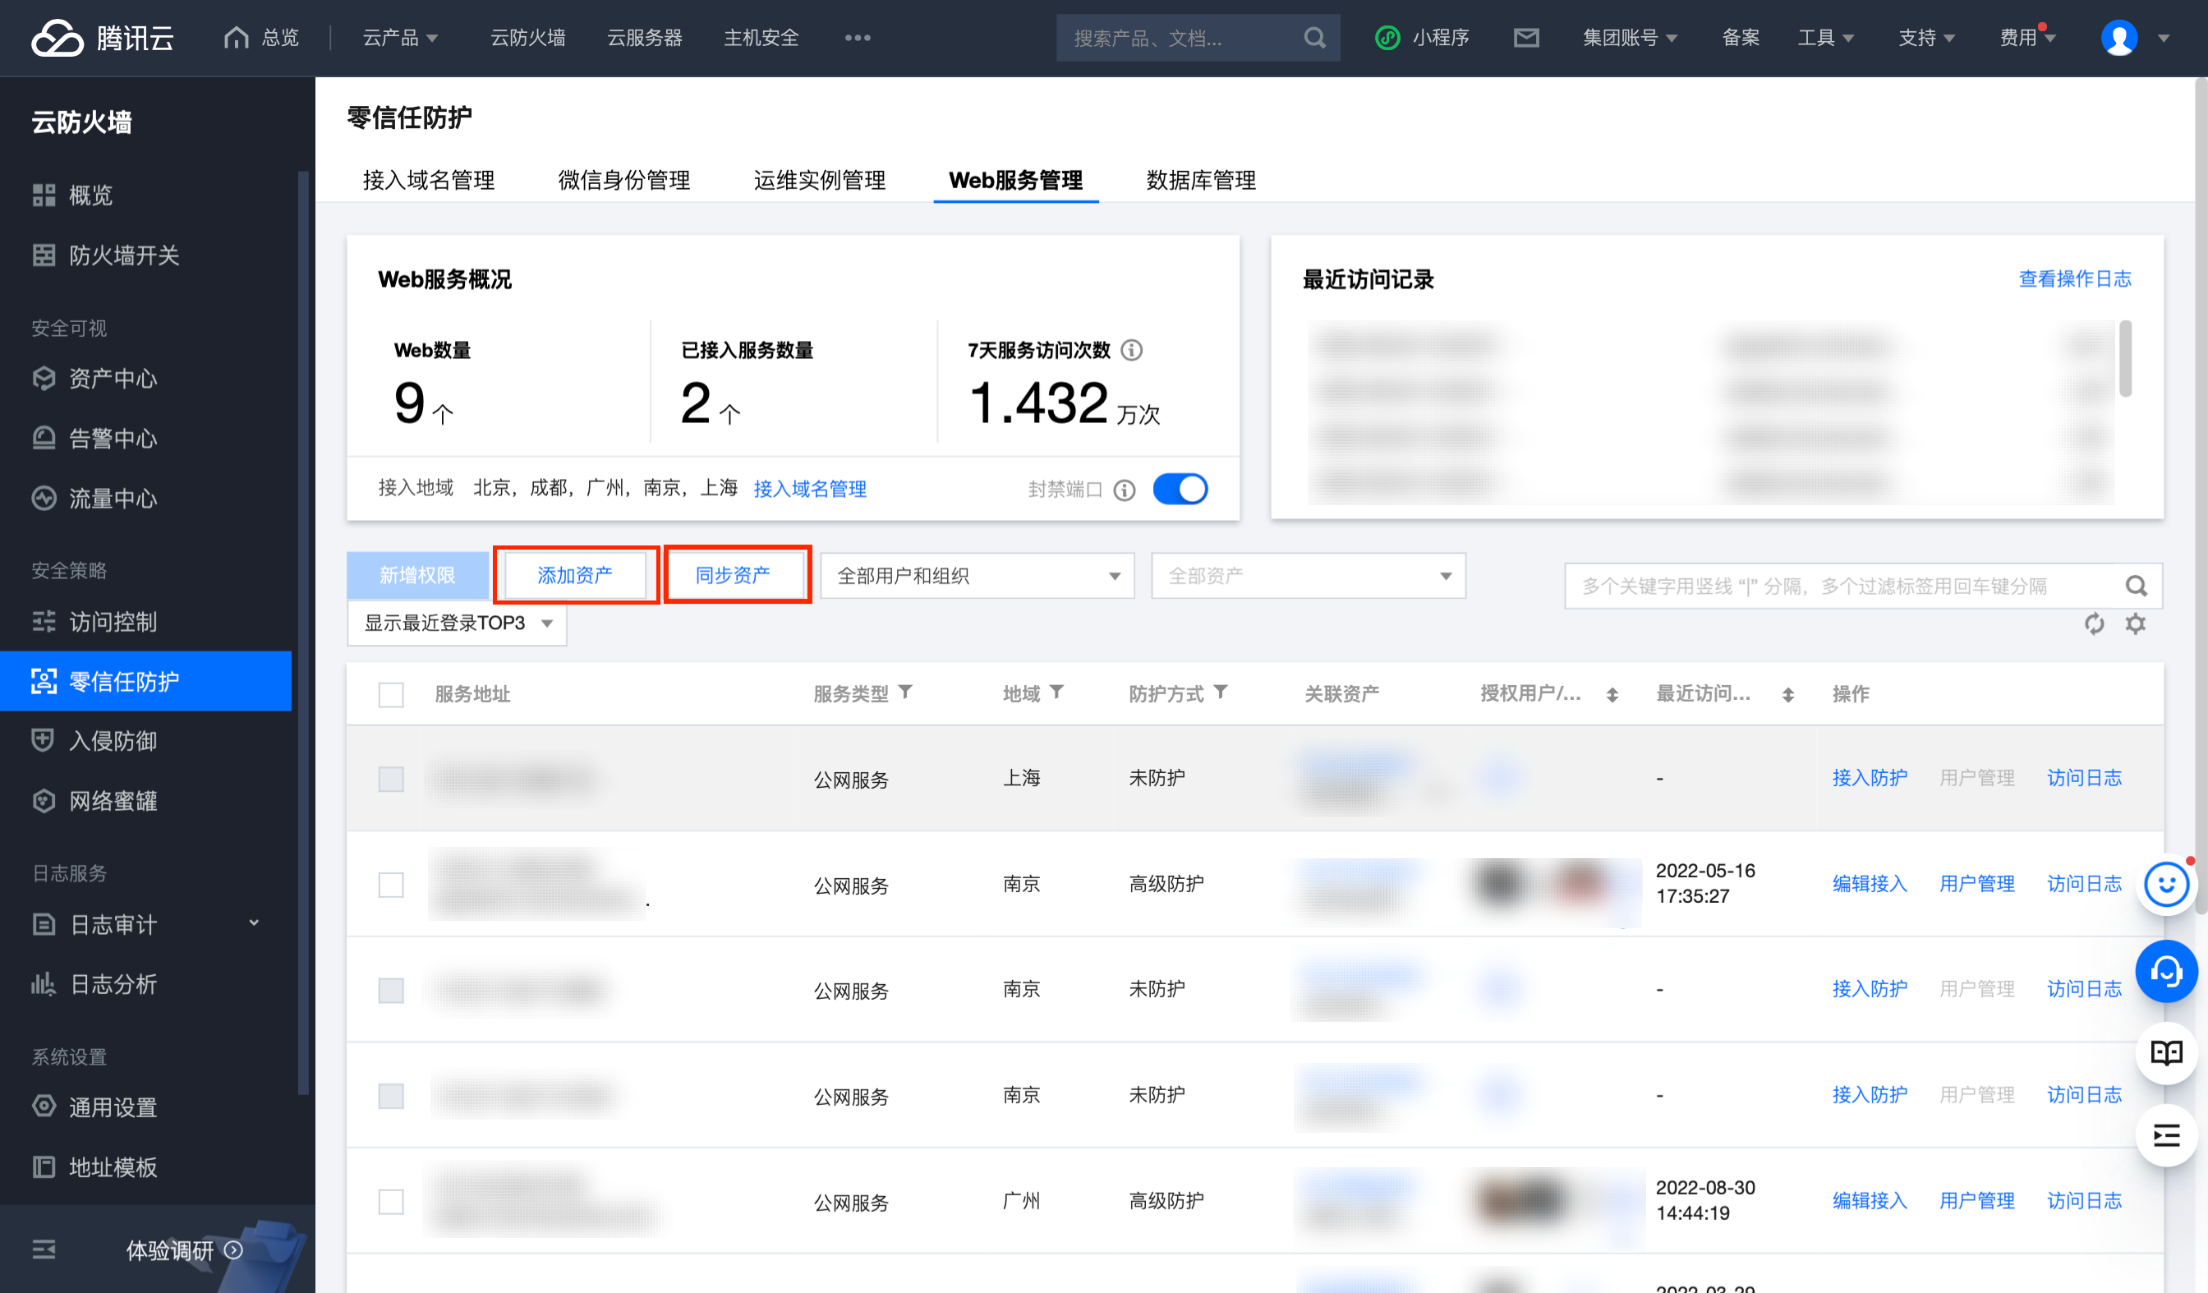 腾讯云
总览
云产品
云防火墙
云服务器
主机安全
搜索产品、文档...
小程序
集团账号
备案
工具
支持
费用
云防火墙
概览
防火墙开关
安全可视
资产中心
告警中心
流量中心
安全策略
访问控制
零信任防护
入侵防御
网络蜜罐
日志服务
日志审计
日志分析
系统设置
通用设置
地址模板
体验调研
零信任防护
接入域名管理
微信身份管理
运维实例管理
Web服务管理
数据库管理
Web服务概况
Web数量
9 个
已接入服务数量
2 个
7天服务访问次数
1.432 万次
接入地域 北京，成都，广州，南京，上海 接入域名管理
封禁端口
最近访问记录
查看操作日志
新增权限
添加资产
同步资产
全部用户和组织
全部资产
多个关键字用竖线 “|” 分隔，多个过滤标签用回车键分隔
显示最近登录TOP3
服务地址 服务类型 地域 防护方式 关联资产 授权用户/... 最近访问... 操作
公网服务 上海 未防护 - 接入防护 用户管理 访问日志
公网服务 南京 高级防护 2022-05-16 17:35:27 编辑接入 用户管理 访问日志
公网服务 南京 未防护 - 接入防护 用户管理 访问日志
公网服务 南京 未防护 - 接入防护 用户管理 访问日志
公网服务 广州 高级防护 2022-08-30 14:44:19 编辑接入 用户管理 访问日志
2022-03-29